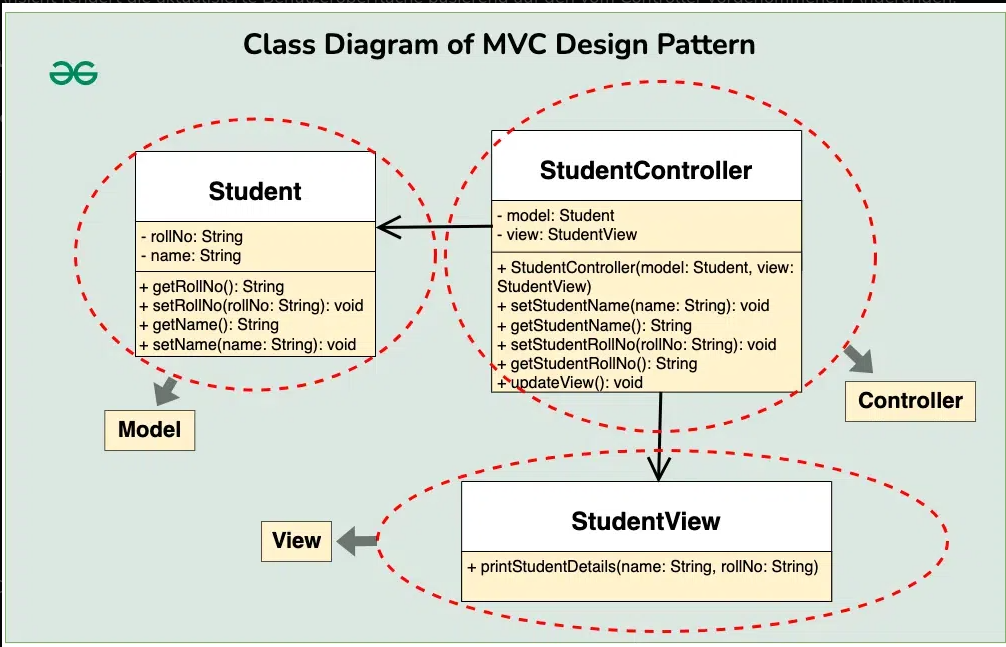 Class Diagram of MVC Design Pattern
Student
- rollNo: String
- name: String
+ getRollNo(): String
+ setRollNo(rollNo: String): void
+ getName(): String
+ setName(name: String): void
Model
StudentController
- model: Student
- view: StudentView
+ StudentController(model: Student, view:
StudentView)
+ setStudentName(name: String): void
+ getStudentName(): String
+ setStudentRollNo(rollNo: String): void
+ getStudentRollNo(): String
+ updateView(): void
Controller
View
StudentView
+ printStudentDetails(name: String, rollNo: String)